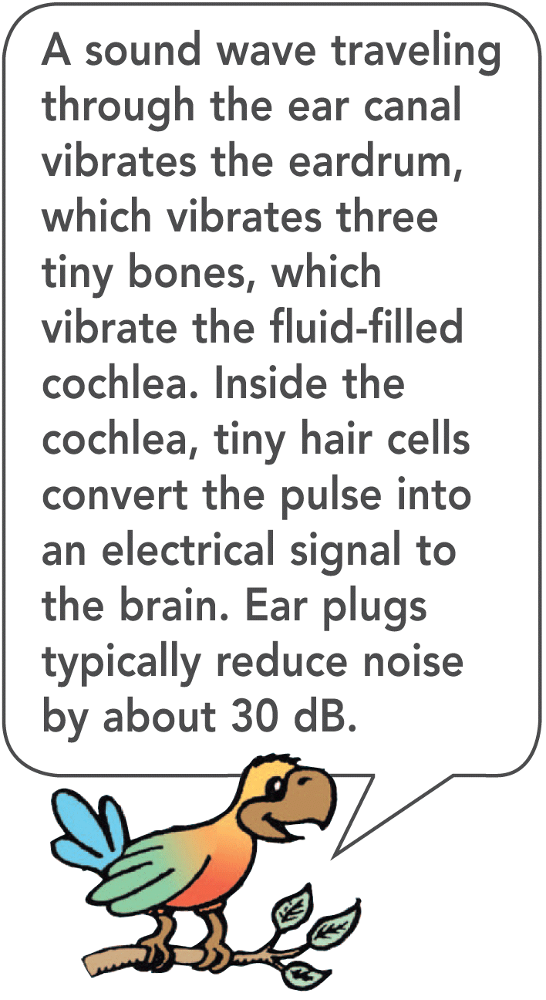 A sound wave traveling
through the ear canal
vibrates the eardrum,
which vibrates three
tiny bones, which
vibrate the fluid-filled
cochlea. Inside the
cochlea, tiny hair cells
convert the pulse into
an electrical signal to
the brain. Ear plugs
typically reduce noise
by about 30 dB.